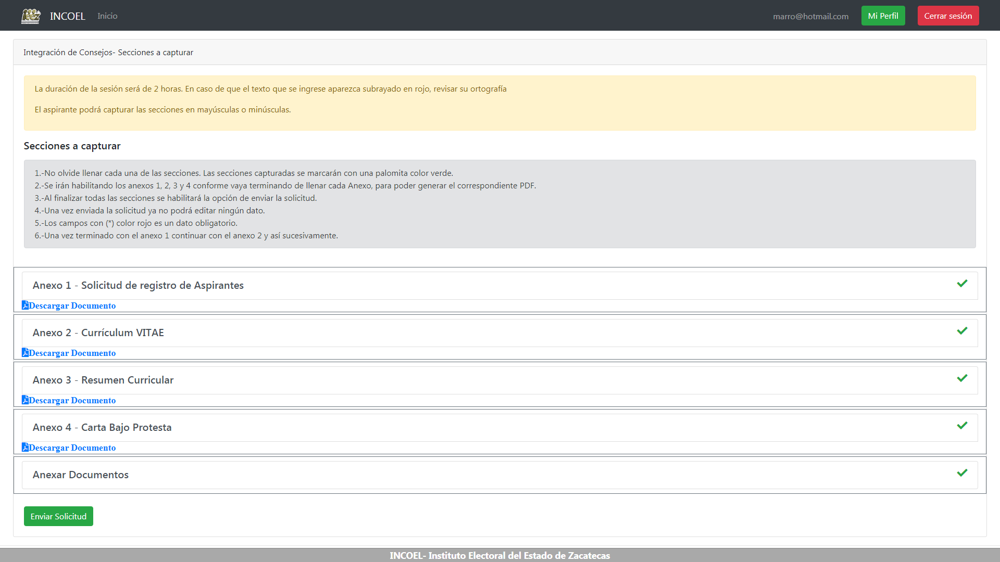 ieez
INCOEL Inicio marro@hotmail.com Mi Perfil Cerrar sesión
Integración de Consejos- Secciones a capturar
La duración de la sesión será de 2 horas. En caso de que el texto que se ingrese aparezca subrayado en rojo, revisar su ortografía
El aspirante podrá capturar las secciones en mayúsculas o minúsculas.
Secciones a capturar
1.-No olvide llenar cada una de las secciones. Las secciones capturadas se marcarán con una palomita color verde.
2.-Se irán habilitando los anexos 1, 2, 3 y 4 conforme vaya terminando de llenar cada Anexo, para poder generar el correspondiente PDF.
3.-Al finalizar todas las secciones se habilitará la opción de enviar la solicitud.
4.-Una vez enviada la solicitud ya no podrá editar ningún dato.
5.-Los campos con (*) color rojo es un dato obligatorio.
6.-Una vez terminado con el anexo 1 continuar con el anexo 2 y así sucesivamente.
Anexo 1 - Solicitud de registro de Aspirantes
Descargar Documento
Anexo 2 - Currículum VITAE
Descargar Documento
Anexo 3 - Resumen Curricular
Descargar Documento
Anexo 4 - Carta Bajo Protesta
Descargar Documento
Anexar Documentos
Enviar Solicitud
INCOEL- Instituto Electoral del Estado de Zacatecas